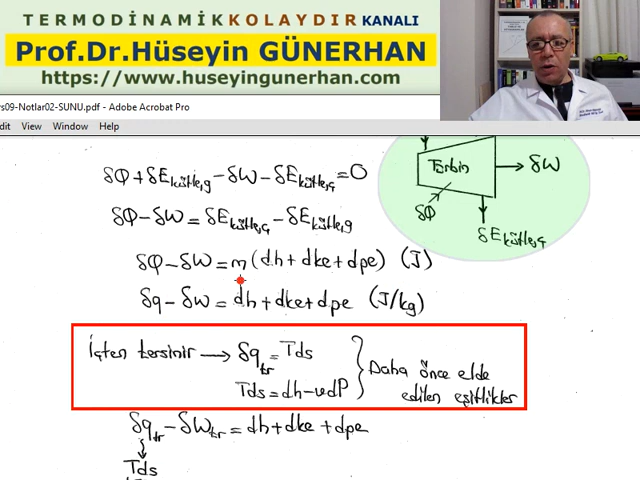 TERMODİNAMİKKOLAYDIR KANALI
Prof.Dr.Hüseyin GÜNERHAN
https://www.huseyingunerhan.com
rs09-Notlar02-SUNU.pdf - Adobe Acrobat Pro
dit View Window Help
δQ + δEkütle,g - δW - δEkütle,ç = 0
Türbin
δW
δQ
δEkütle,ç
δQ - δW = δEkütle,ç - δEkütle,g
δQ - δW = m (dh + dke + dpe) (J)
δq - δw = dh + dke + dpe (J/kg)
İçten tersinir → δqtr = Tds
Tds = dh - vdP
Daha önce elde
edilen eşitlikler
δqtr - δwtr = dh + dke + dpe
Tds